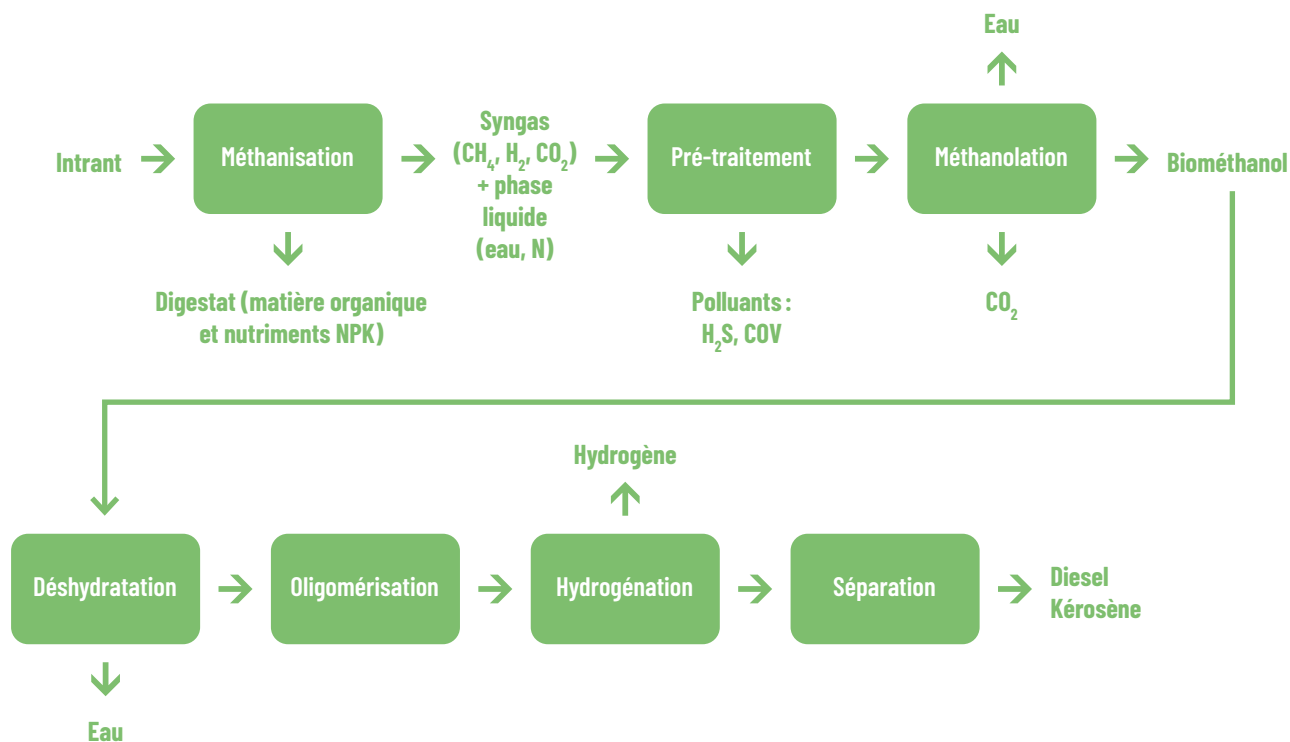 Eau
Intrant
Méthanisation
Syngas
(CH₄, H₂, CO₂)
+ phase
liquide
(eau, N)
Pré-traitement
Méthanolation
Biométhanol
Digestat (matière organique
et nutriments NPK)
Polluants :
H₂S, COV
CO₂
Hydrogène
Déshydratation
Oligomérisation
Hydrogénation
Séparation
Diesel
Kérosène
Eau